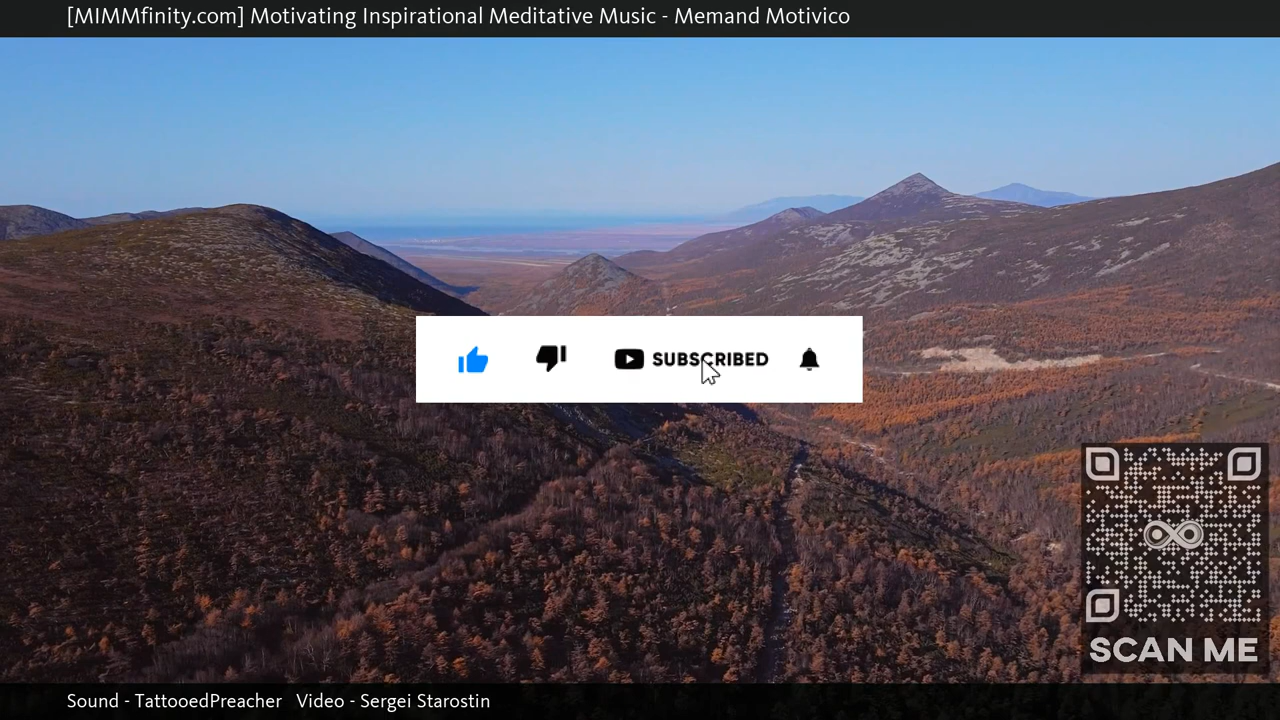 [MIMMfinity.com] Motivating Inspirational Meditative Music - Memand Motivico
SUBSCRIBED
SCAN ME
Sound - TattooedPreacher Video - Sergei Starostin